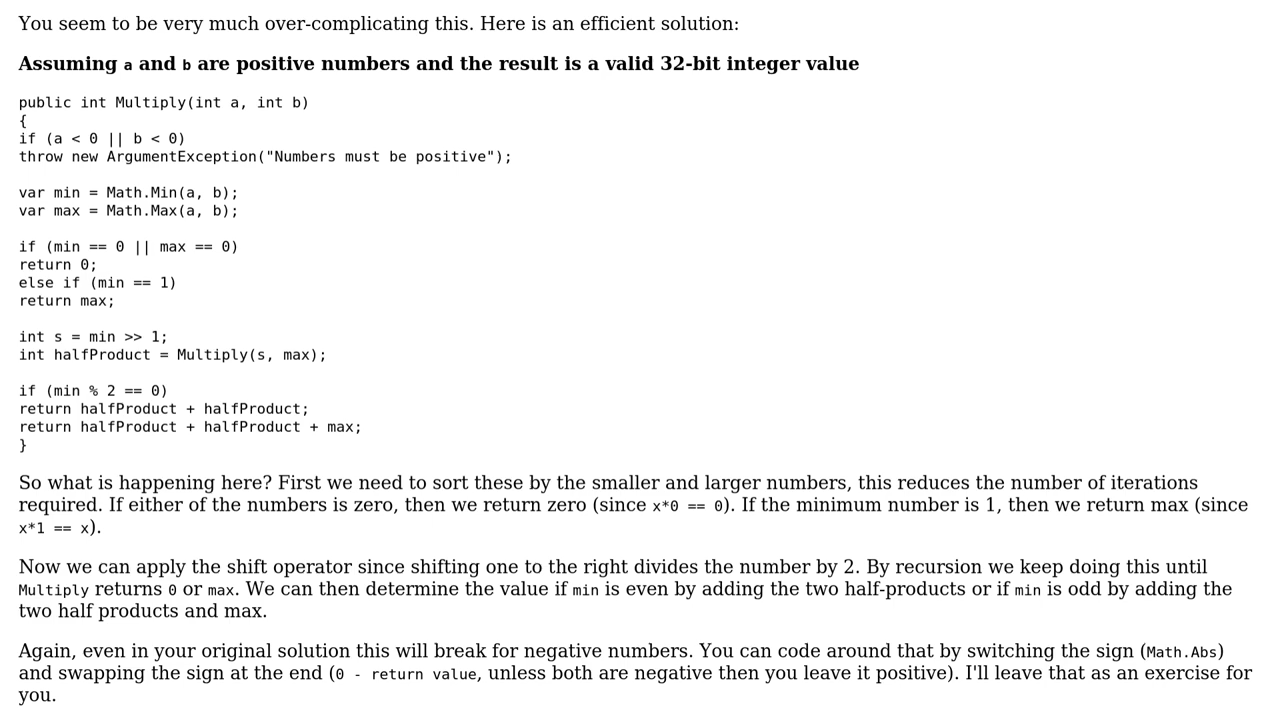 You seem to be very much over-complicating this. Here is an efficient solution:
Assuming a and b are positive numbers and the result is a valid 32-bit integer value
public int Multiply(int a, int b)
{
if (a < 0 || b < 0)
throw new ArgumentException("Numbers must be positive");
var min = Math.Min(a, b);
var max = Math.Max(a, b);
if (min == 0 || max == 0)
return 0;
else if (min == 1)
return max;
int s = min >> 1;
int halfProduct = Multiply(s, max);
if (min % 2 == 0)
return halfProduct + halfProduct;
return halfProduct + halfProduct + max;
}
So what is happening here? First we need to sort these by the smaller and larger numbers, this reduces the number of iterations
required. If either of the numbers is zero, then we return zero (since x*0 == 0). If the minimum number is 1, then we return max (since
x*1 == x).
Now we can apply the shift operator since shifting one to the right divides the number by 2. By recursion we keep doing this until
Multiply returns 0 or max. We can then determine the value if min is even by adding the two half-products or if min is odd by adding the
two half products and max.
Again, even in your original solution this will break for negative numbers. You can code around that by switching the sign (Math.Abs)
and swapping the sign at the end (0 - return value, unless both are negative then you leave it positive). I'll leave that as an exercise for
you.